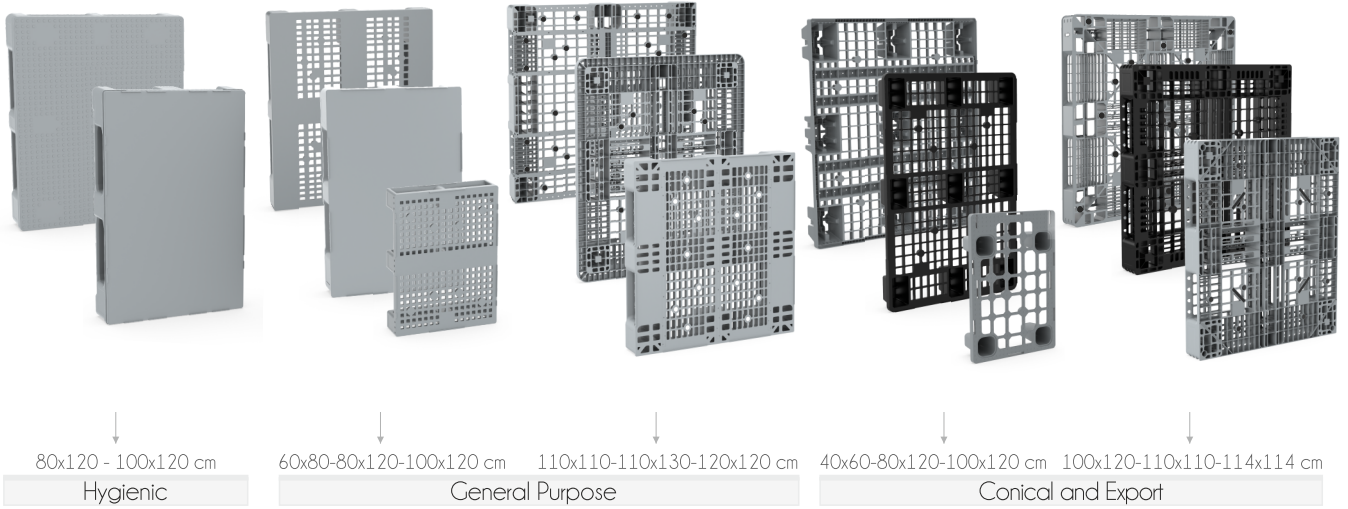 80x120 - 100x120 cm
60x80-80x120-100x120 cm
110x110-110x130-120x120 cm
40x60-80x120-100x120 cm
100x120-110x110-114x114 cm
Hygienic
General Purpose
Conical and Export